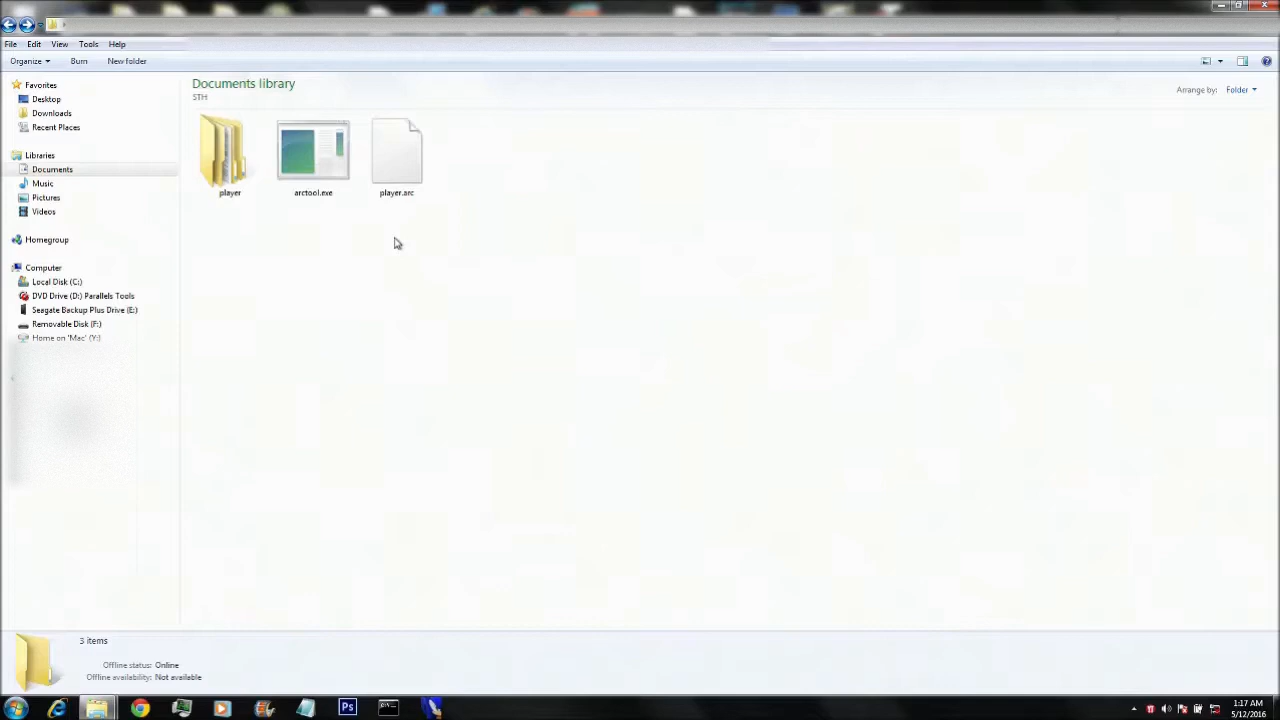 File Edit View Tools Help
Organize Burn New folder
Favorites
Desktop
Downloads
Recent Places
Libraries
Documents
Music
Pictures
Videos
Homegroup
Computer
Local Disk (C:)
DVD Drive (D:) Parallels Tools
Seagate Backup Plus Drive (E:)
Removable Disk (F:)
Home on 'Mac' (Y:)
Documents library
STH
Arrange by: Folder
player
arctool.exe
player.arc
3 items
Offline status: Online
Offline availability: Not available
Ps
1:17 AM
5/12/2016